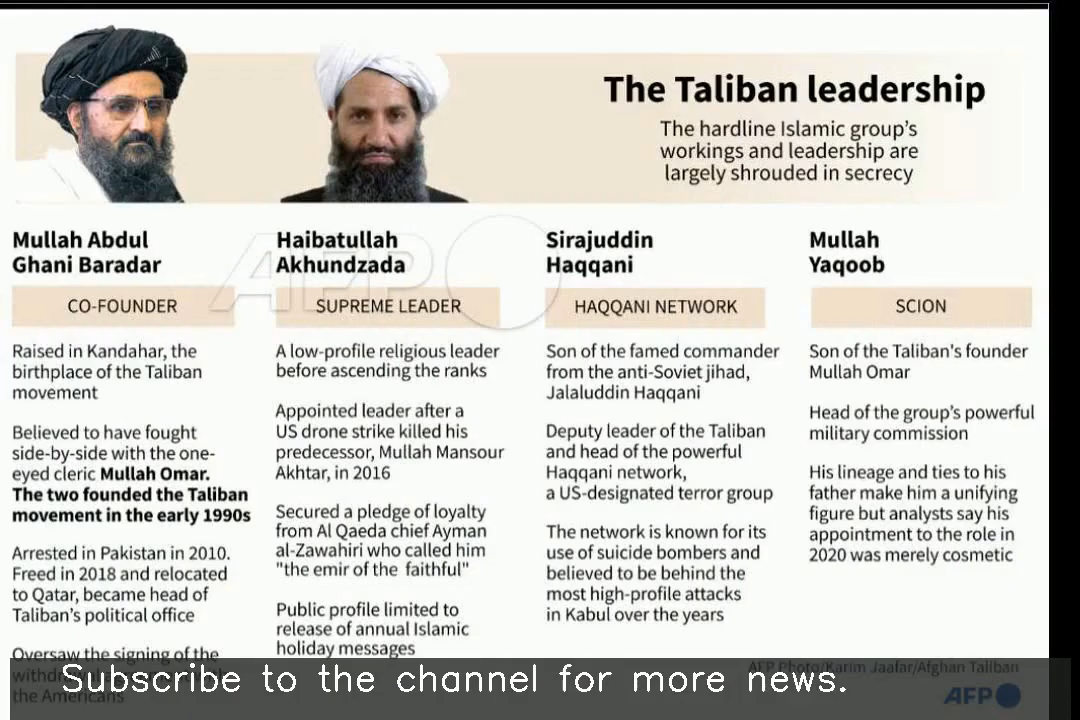 The Taliban leadership
The hardline Islamic group's
workings and leadership are
largely shrouded in secrecy
AFP
Mullah Abdul
Ghani Baradar
CO-FOUNDER
Raised in Kandahar, the
birthplace of the Taliban
movement
Believed to have fought
side-by-side with the one-
eyed cleric Mullah Omar.
The two founded the Taliban
movement in the early 1990s
Arrested in Pakistan in 2010.
Freed in 2018 and relocated
to Qatar, became head of
Taliban's political office
Oversaw the signing of the
the Americans
Haibatullah
Akhundzada
SUPREME LEADER
A low-profile religious leader
before ascending the ranks
Appointed leader after a
US drone strike killed his
predecessor, Mullah Mansour
Akhtar, in 2016
Secured a pledge of loyalty
from Al Qaeda chief Ayman
al-Zawahiri who called him
"the emir of the faithful"
Public profile limited to
release of annual Islamic
holiday messages
Sirajuddin
Haqqani
HAQQANI NETWORK
Son of the famed commander
from the anti-Soviet jihad,
Jalaluddin Haqqani
Deputy leader of the Taliban
and head of the powerful
Haqqani network,
a US-designated terror group
The network is known for its
use of suicide bombers and
believed to be behind the
most high-profile attacks
in Kabul over the years
Mullah
Yaqoob
SCION
Son of the Taliban's founder
Mullah Omar
Head of the group's powerful
military commission
His lineage and ties to his
father make him a unifying
figure but analysts say his
appointment to the role in
2020 was merely cosmetic
AFP Photo/Karim Jaafar/Afghan Taliban
AFP
Subscribe to the channel for more news.